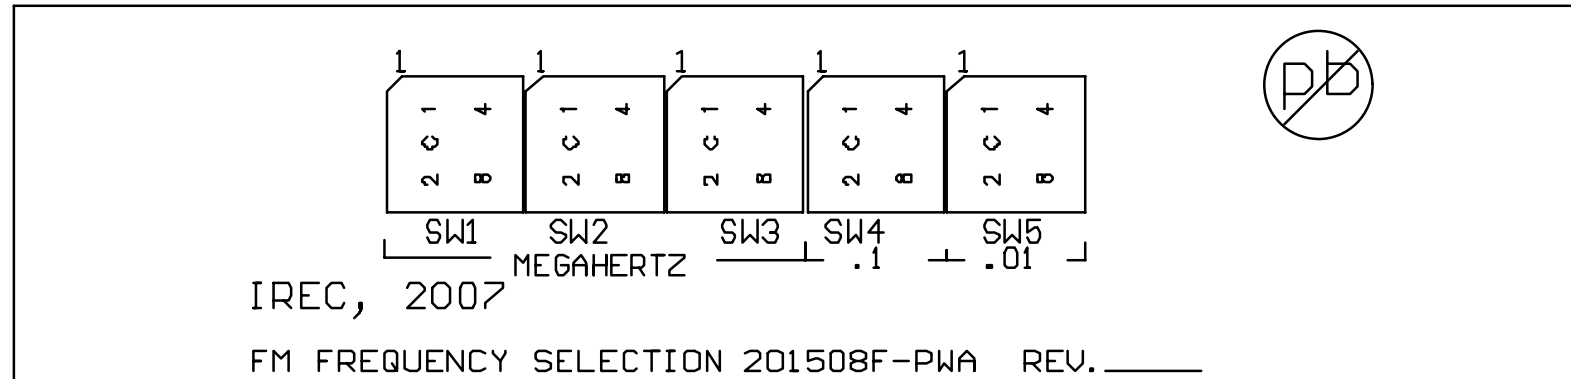 1 1 1 1 1
1 4 1 4 1 4 1 4 1 4
C C C C C
2 8 2 8 2 8 2 8 2 8
SW1 SW2 SW3 SW4 SW5
MEGAHERTZ .1 .01
pb
IREC, 2007
FM FREQUENCY SELECTION 201508F-PWA REV.